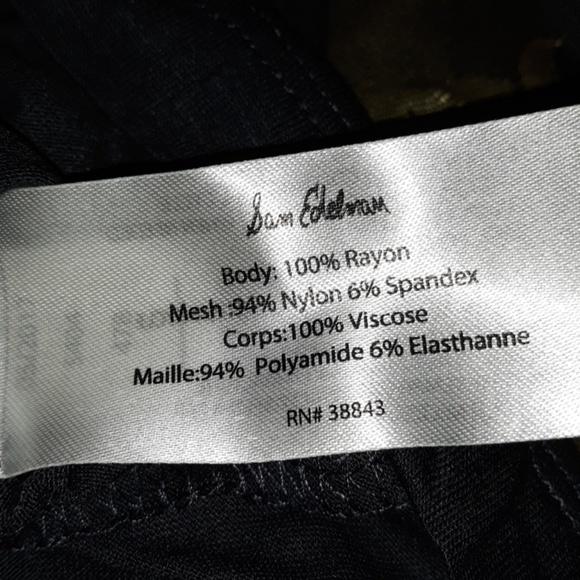 Sam Edelman
Body: 100% Rayon
Mesh :94% Nylon 6% Spandex
Corps:100% Viscose
Maille:94% Polyamide 6% Elasthanne
RN# 38843